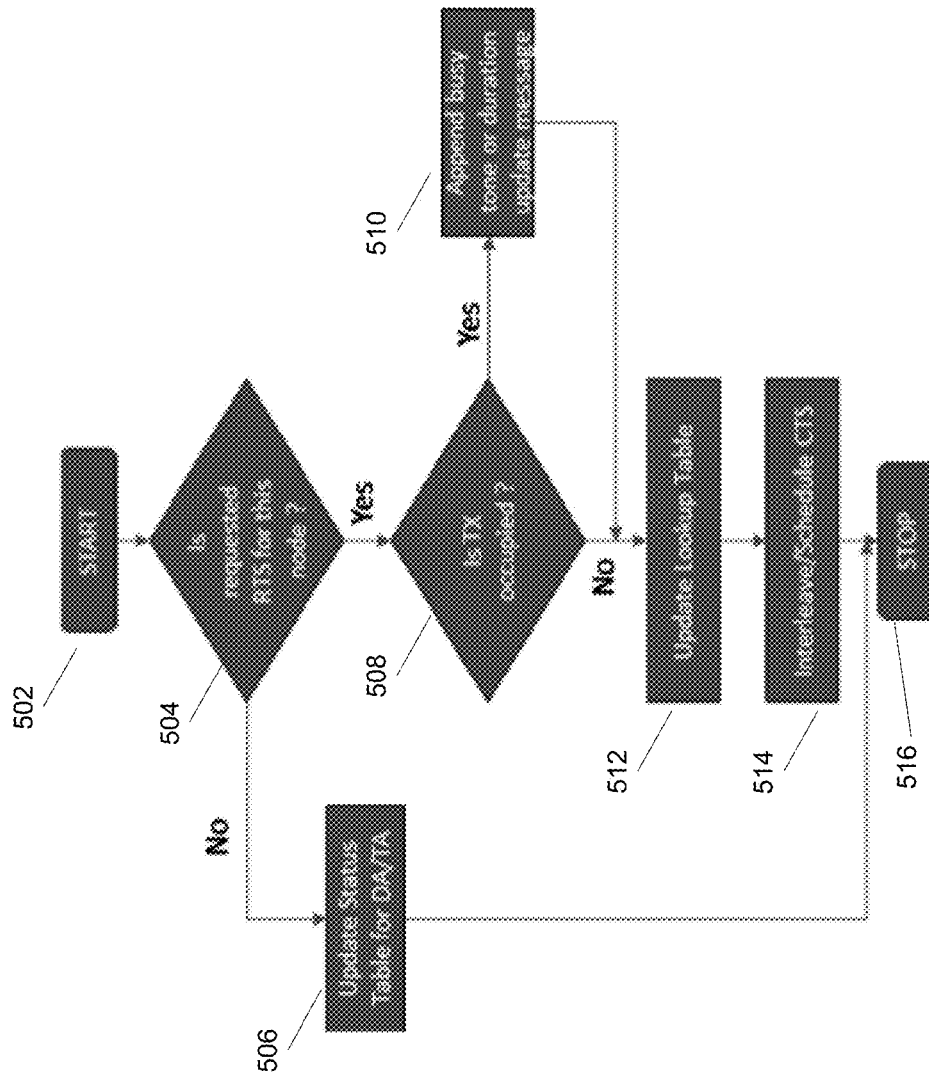 502
START
504
Is
requested
RTS for this
node ?
No
Yes
506
Update Status
Table for DA/TA
508
Is TX
occupied ?
Yes
No
510
Append busy
tone or duration
update message
512
Update Lookup Table
514
Interleave/Schedule CTS
516
STOP